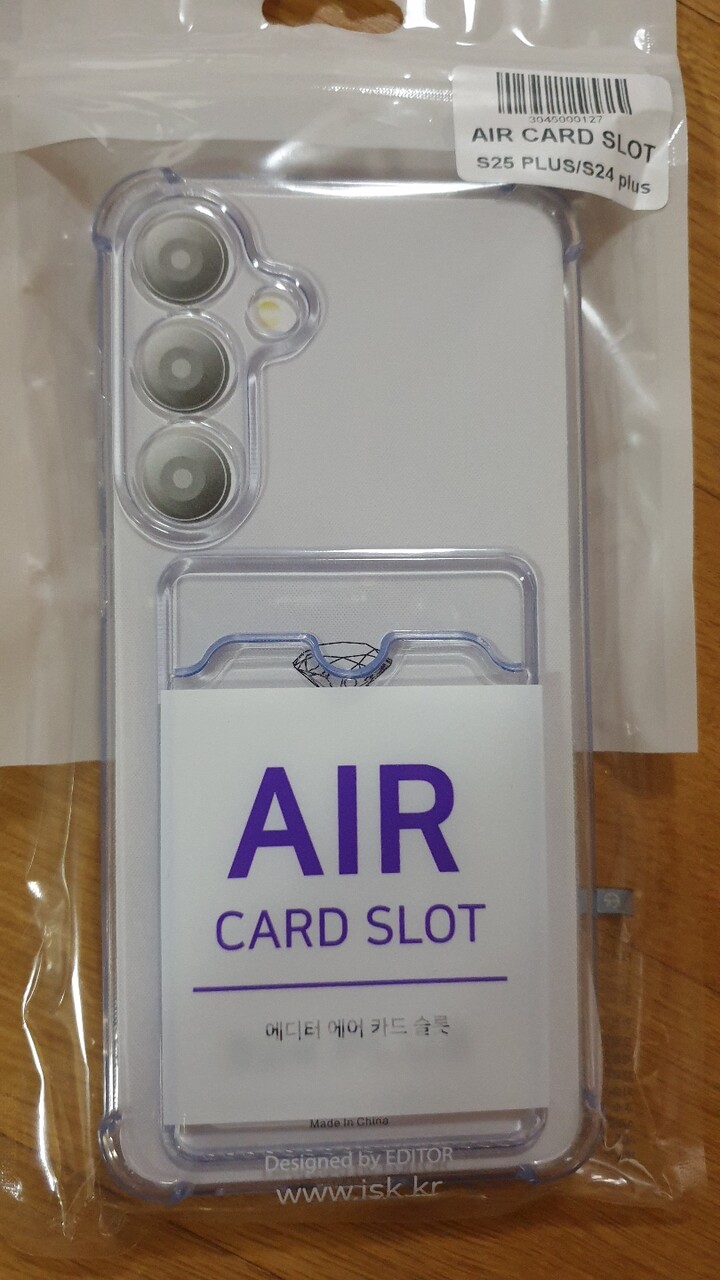 3045000127
AIR CARD SLOT
S25 PLUS/S24 plus
AIR
CARD SLOT
에디터 에어 카드 슬롯
Made In China
Designed by EDITOR
www.isk.kr